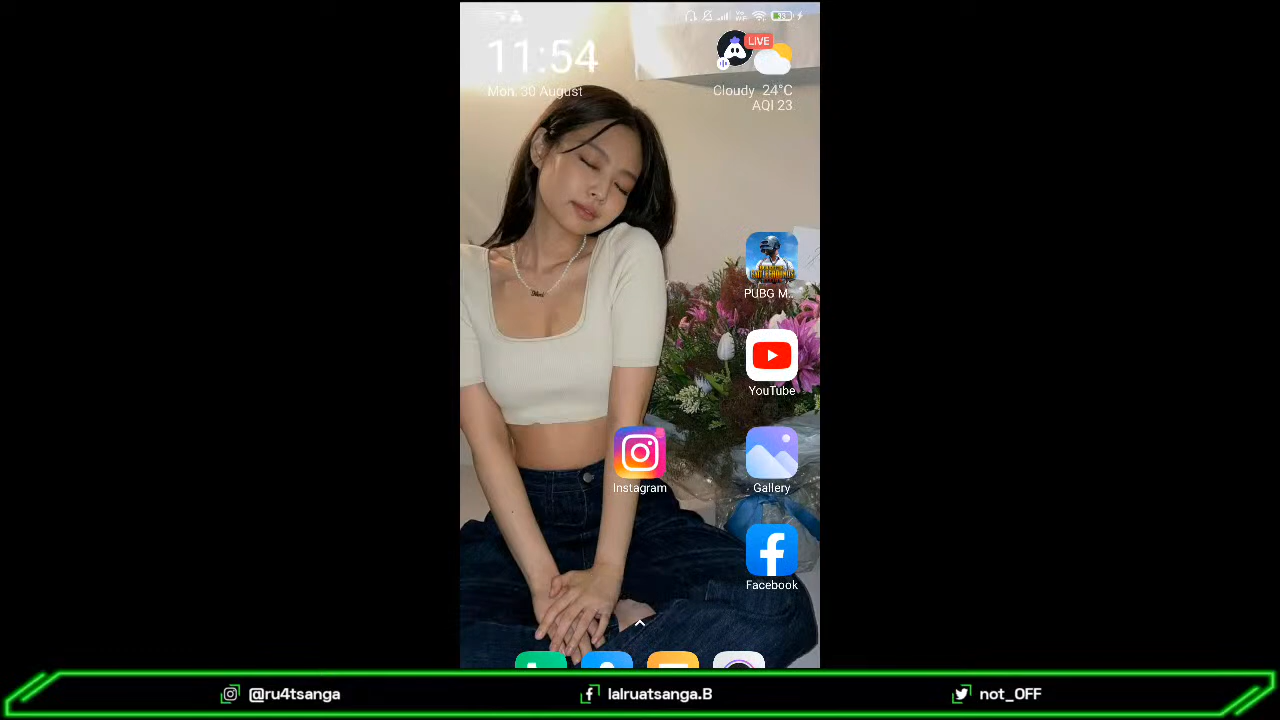 11:54
Mon. 30 August
LIVE
Cloudy 24°C
AQI 23
PUBG M..
YouTube
Instagram
Gallery
Facebook
@ru4tsanga
lalruatsanga.B
not_OFF